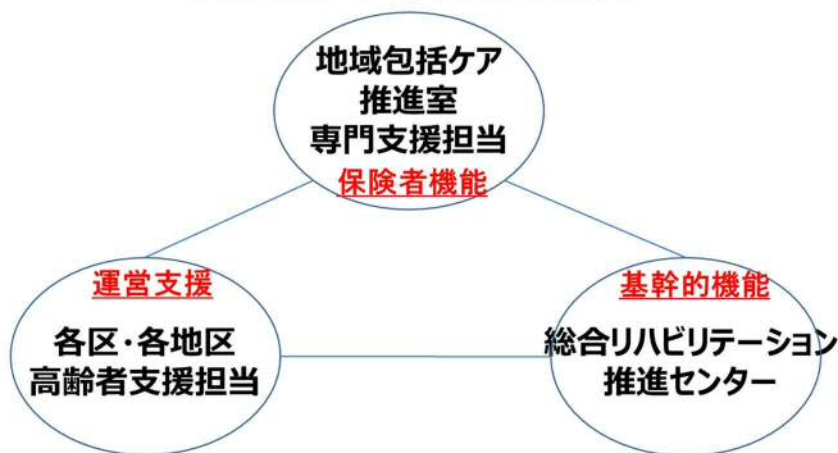 地域包括ケア
推進室
専門支援担当
保険者機能
運営支援
基幹的機能
各区・各地区
高齢者支援担当
総合リハビリテーション
推進センター